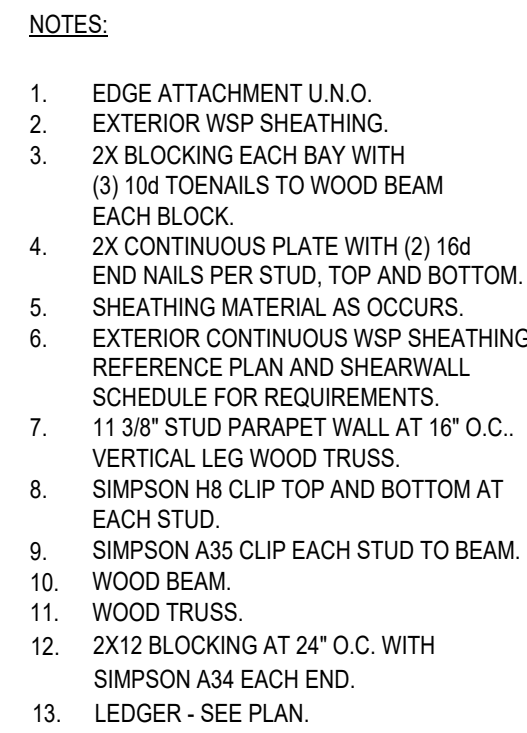 NOTES:
1. EDGE ATTACHMENT U.N.O.
2. EXTERIOR WSP SHEATHING.
3. 2X BLOCKING EACH BAY WITH
(3) 10d TOENAILS TO WOOD BEAM
EACH BLOCK.
4. 2X CONTINUOUS PLATE WITH (2) 16d
END NAILS PER STUD, TOP AND BOTTOM.
5. SHEATHING MATERIAL AS OCCURS.
6. EXTERIOR CONTINUOUS WSP SHEATHING
REFERENCE PLAN AND SHEARWALL
SCHEDULE FOR REQUIREMENTS.
7. 11 3/8" STUD PARAPET WALL AT 16" O.C..
VERTICAL LEG WOOD TRUSS.
8. SIMPSON H8 CLIP TOP AND BOTTOM AT
EACH STUD.
9. SIMPSON A35 CLIP EACH STUD TO BEAM.
10. WOOD BEAM.
11. WOOD TRUSS.
12. 2X12 BLOCKING AT 24" O.C. WITH
SIMPSON A34 EACH END.
13. LEDGER - SEE PLAN.